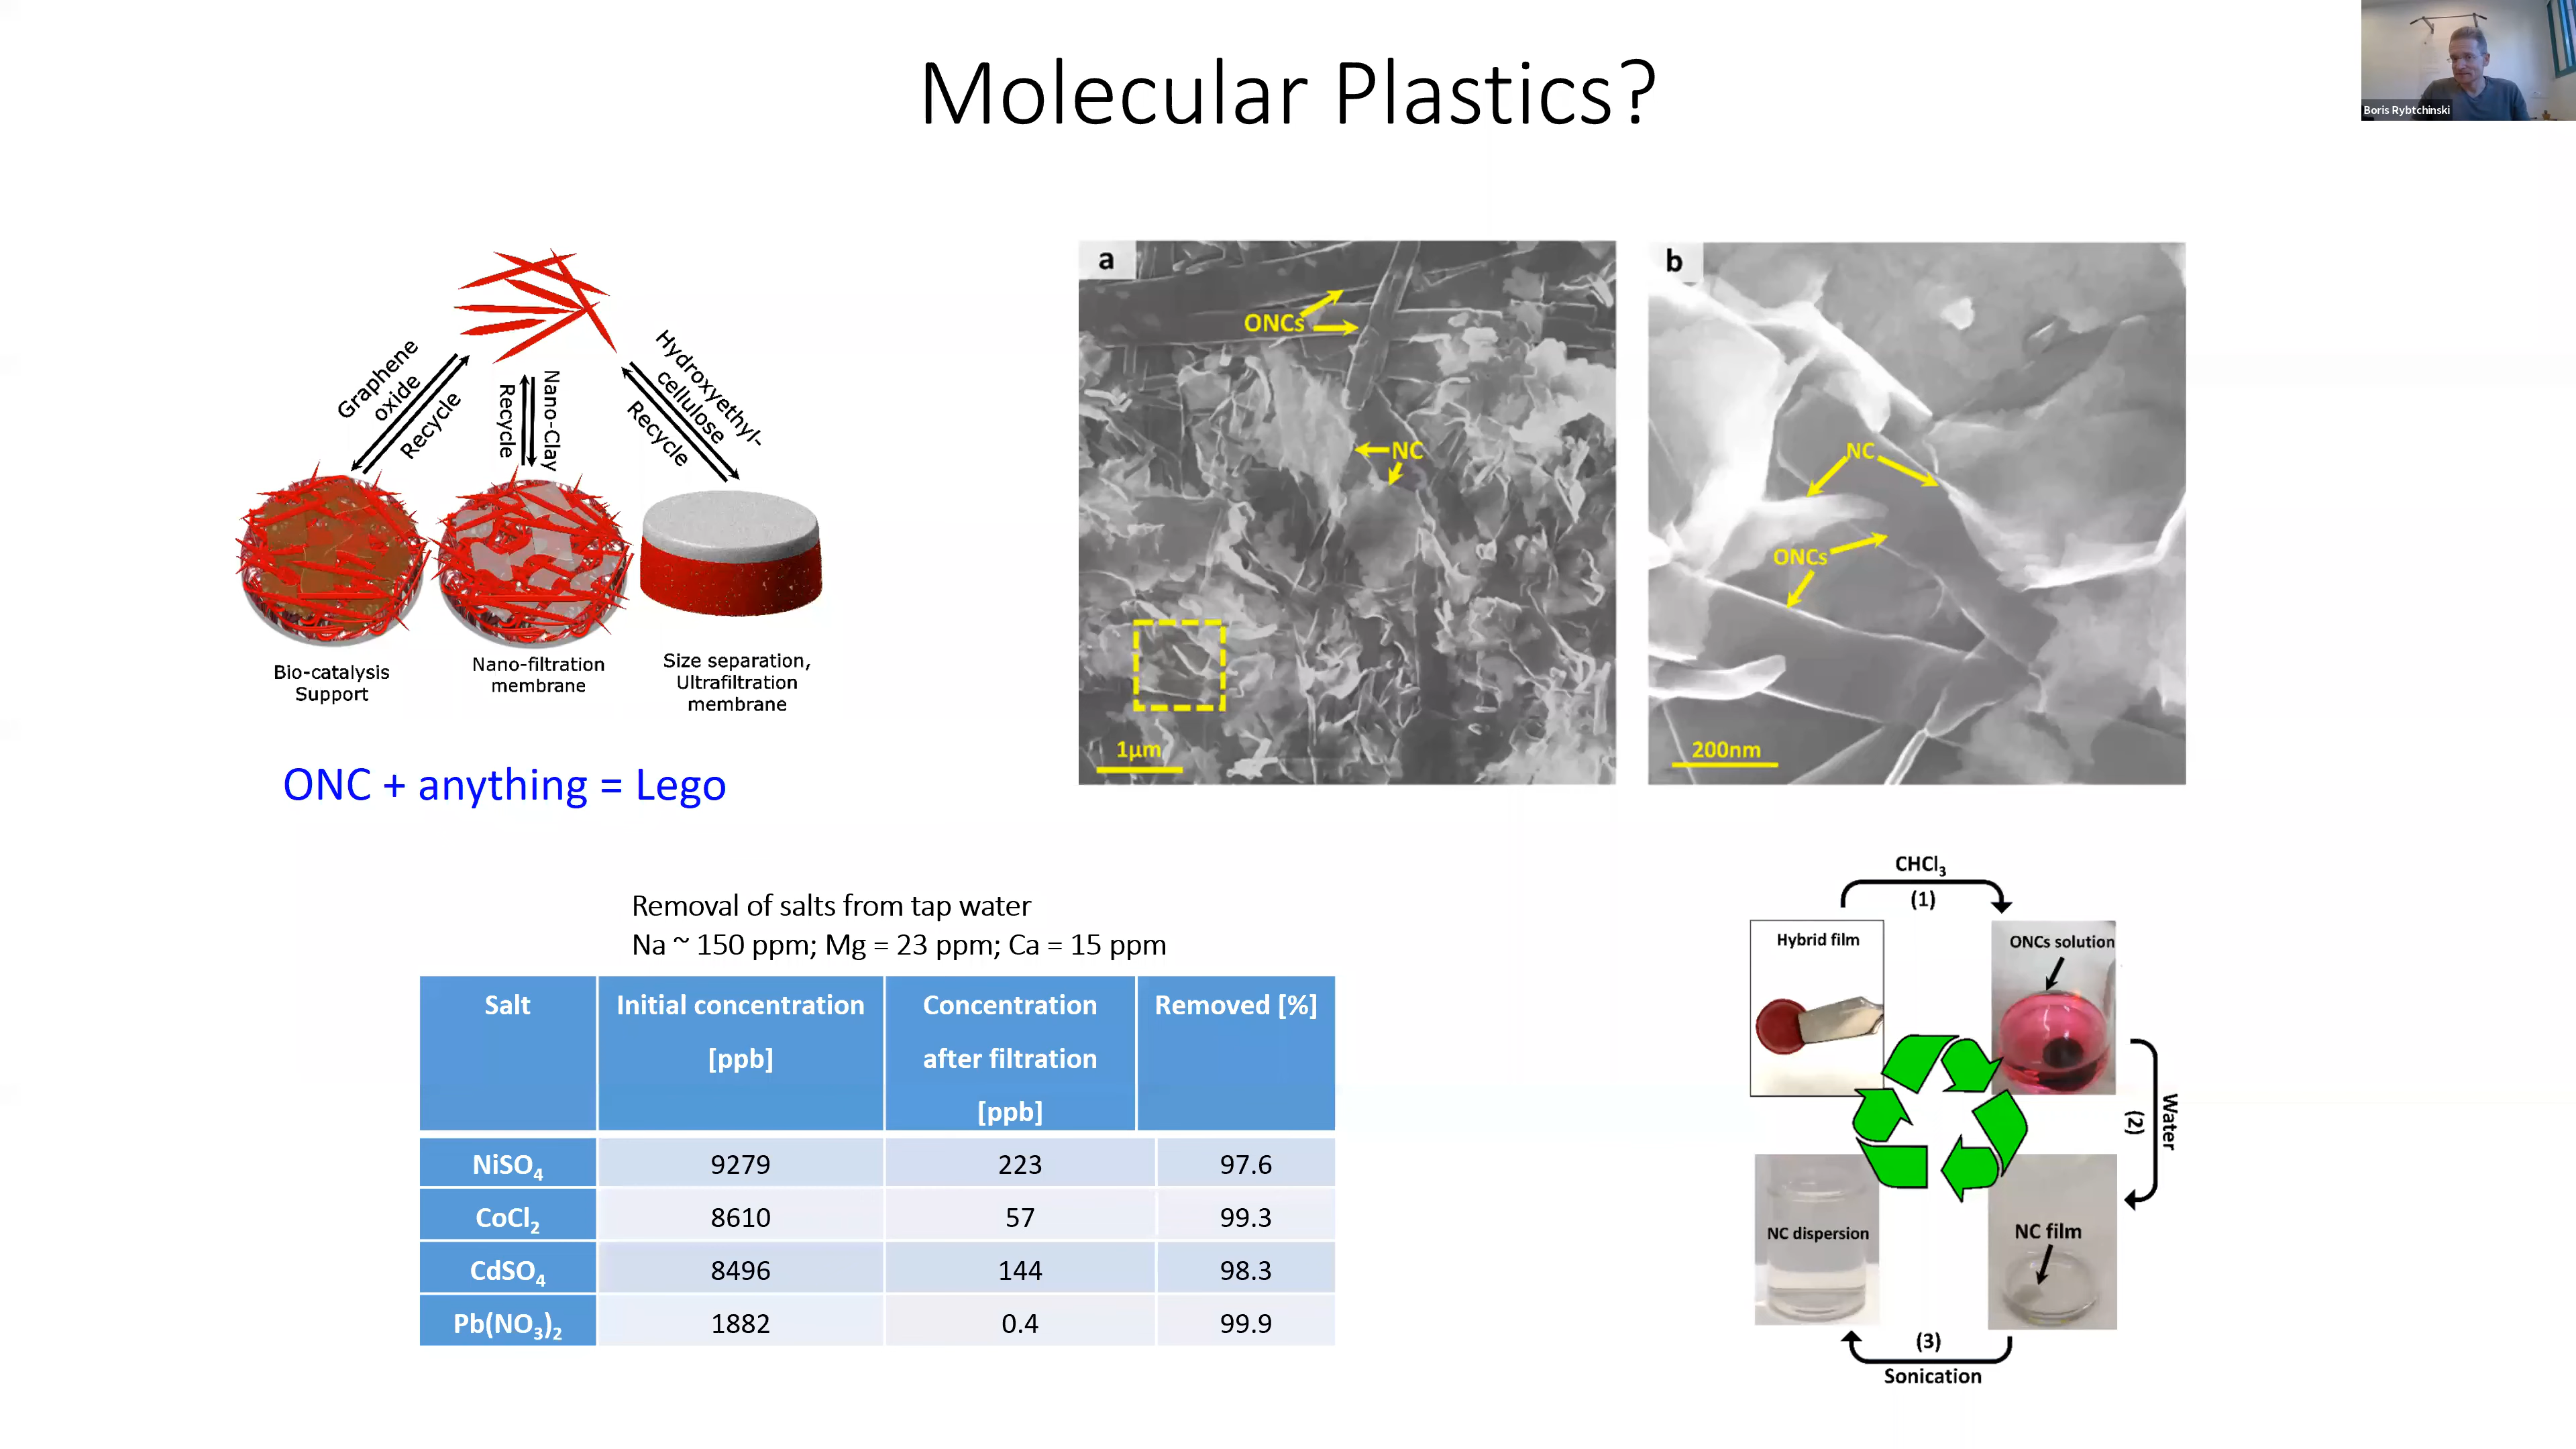 Molecular Plastics?
Boris Rybtchinski
Graphene
oxide
Recycle
Recycle
Nano-Clay
Hydroxyethyl-
cellulose
Recycle
Bio-catalysis
Support
Nano-filtration
membrane
Size separation,
Ultrafiltration
membrane
ONC + anything = Lego
a
ONCs
NC
1µm
b
NC
ONCs
200nm
Removal of salts from tap water
Na ~ 150 ppm; Mg = 23 ppm; Ca = 15 ppm
Salt
Initial concentration
[ppb]
Concentration
after filtration
[ppb]
Removed [%]
NiSO₄ 9279 223 97.6
CoCl₂ 8610 57 99.3
CdSO₄ 8496 144 98.3
Pb(NO₃)₂ 1882 0.4 99.9
CHCl₃
(1)
Hybrid film
ONCs solution
Water
(2)
NC dispersion
NC film
(3)
Sonication